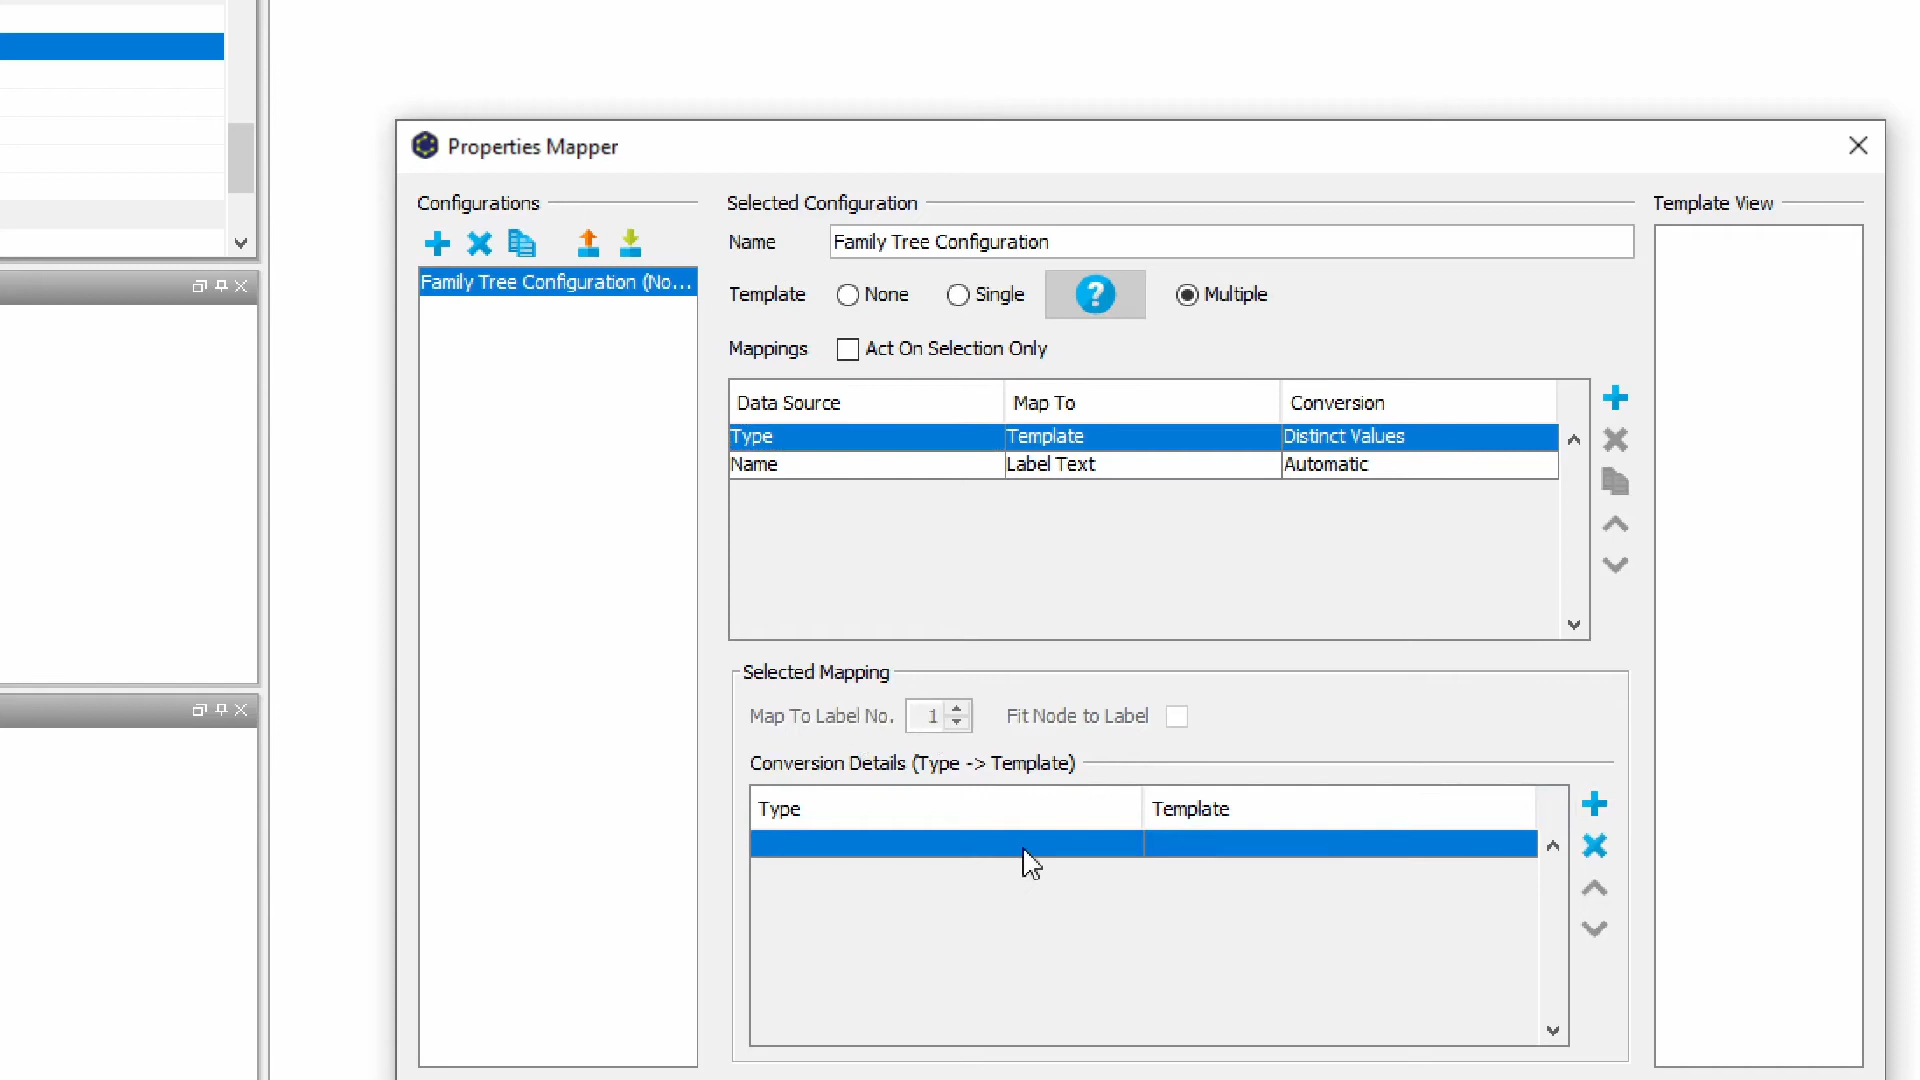 Properties Mapper
Configurations
Selected Configuration
Template View
Name
Family Tree Configuration
Family Tree Configuration (No...
Template
None
Single
?
Multiple
Mappings
Act On Selection Only
Data Source
Map To
Conversion
Type
Template
Distinct Values
Name
Label Text
Automatic
Selected Mapping
Map To Label No.
1
Fit Node to Label
Conversion Details (Type -> Template)
Type
Template